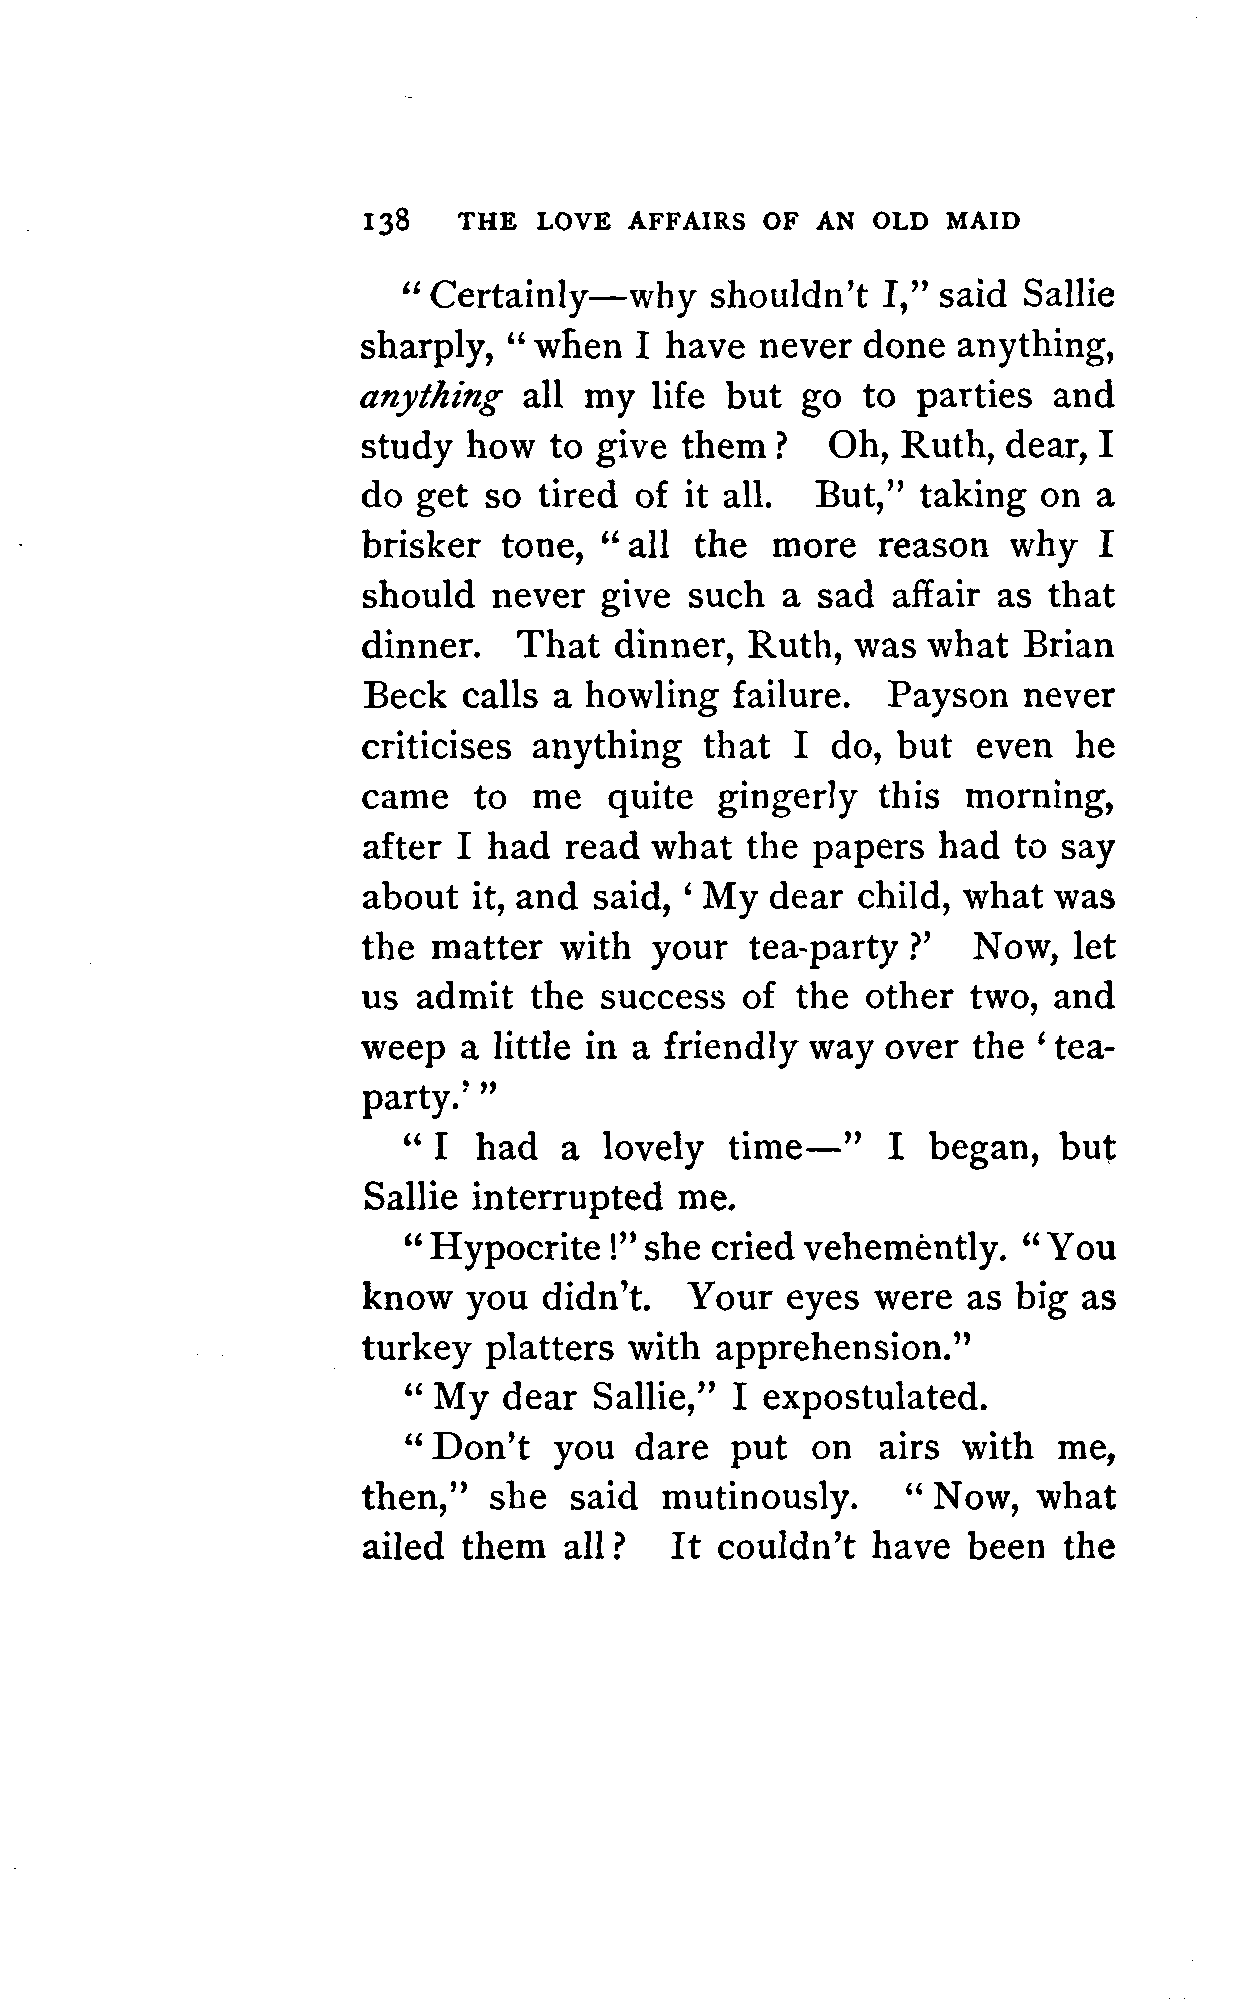 138 THE LOVE AFFAIRS OF AN OLD MAID
"Certainly—why shouldn't I," said Sallie
sharply, "when I have never done anything,
anything all my life but go to parties and
study how to give them? Oh, Ruth, dear, I
do get so tired of it all. But," taking on a
brisker tone, "all the more reason why I
should never give such a sad affair as that
dinner. That dinner, Ruth, was what Brian
Beck calls a howling failure. Payson never
criticises anything that I do, but even he
came to me quite gingerly this morning,
after I had read what the papers had to say
about it, and said, 'My dear child, what was
the matter with your tea-party?' Now, let
us admit the success of the other two, and
weep a little in a friendly way over the 'tea-
party.'"
"I had a lovely time—" I began, but
Sallie interrupted me.
"Hypocrite!" she cried vehemently. "You
know you didn't. Your eyes were as big as
turkey platters with apprehension."
"My dear Sallie," I expostulated.
"Don't you dare put on airs with me,
then," she said mutinously. "Now, what
ailed them all? It couldn't have been the